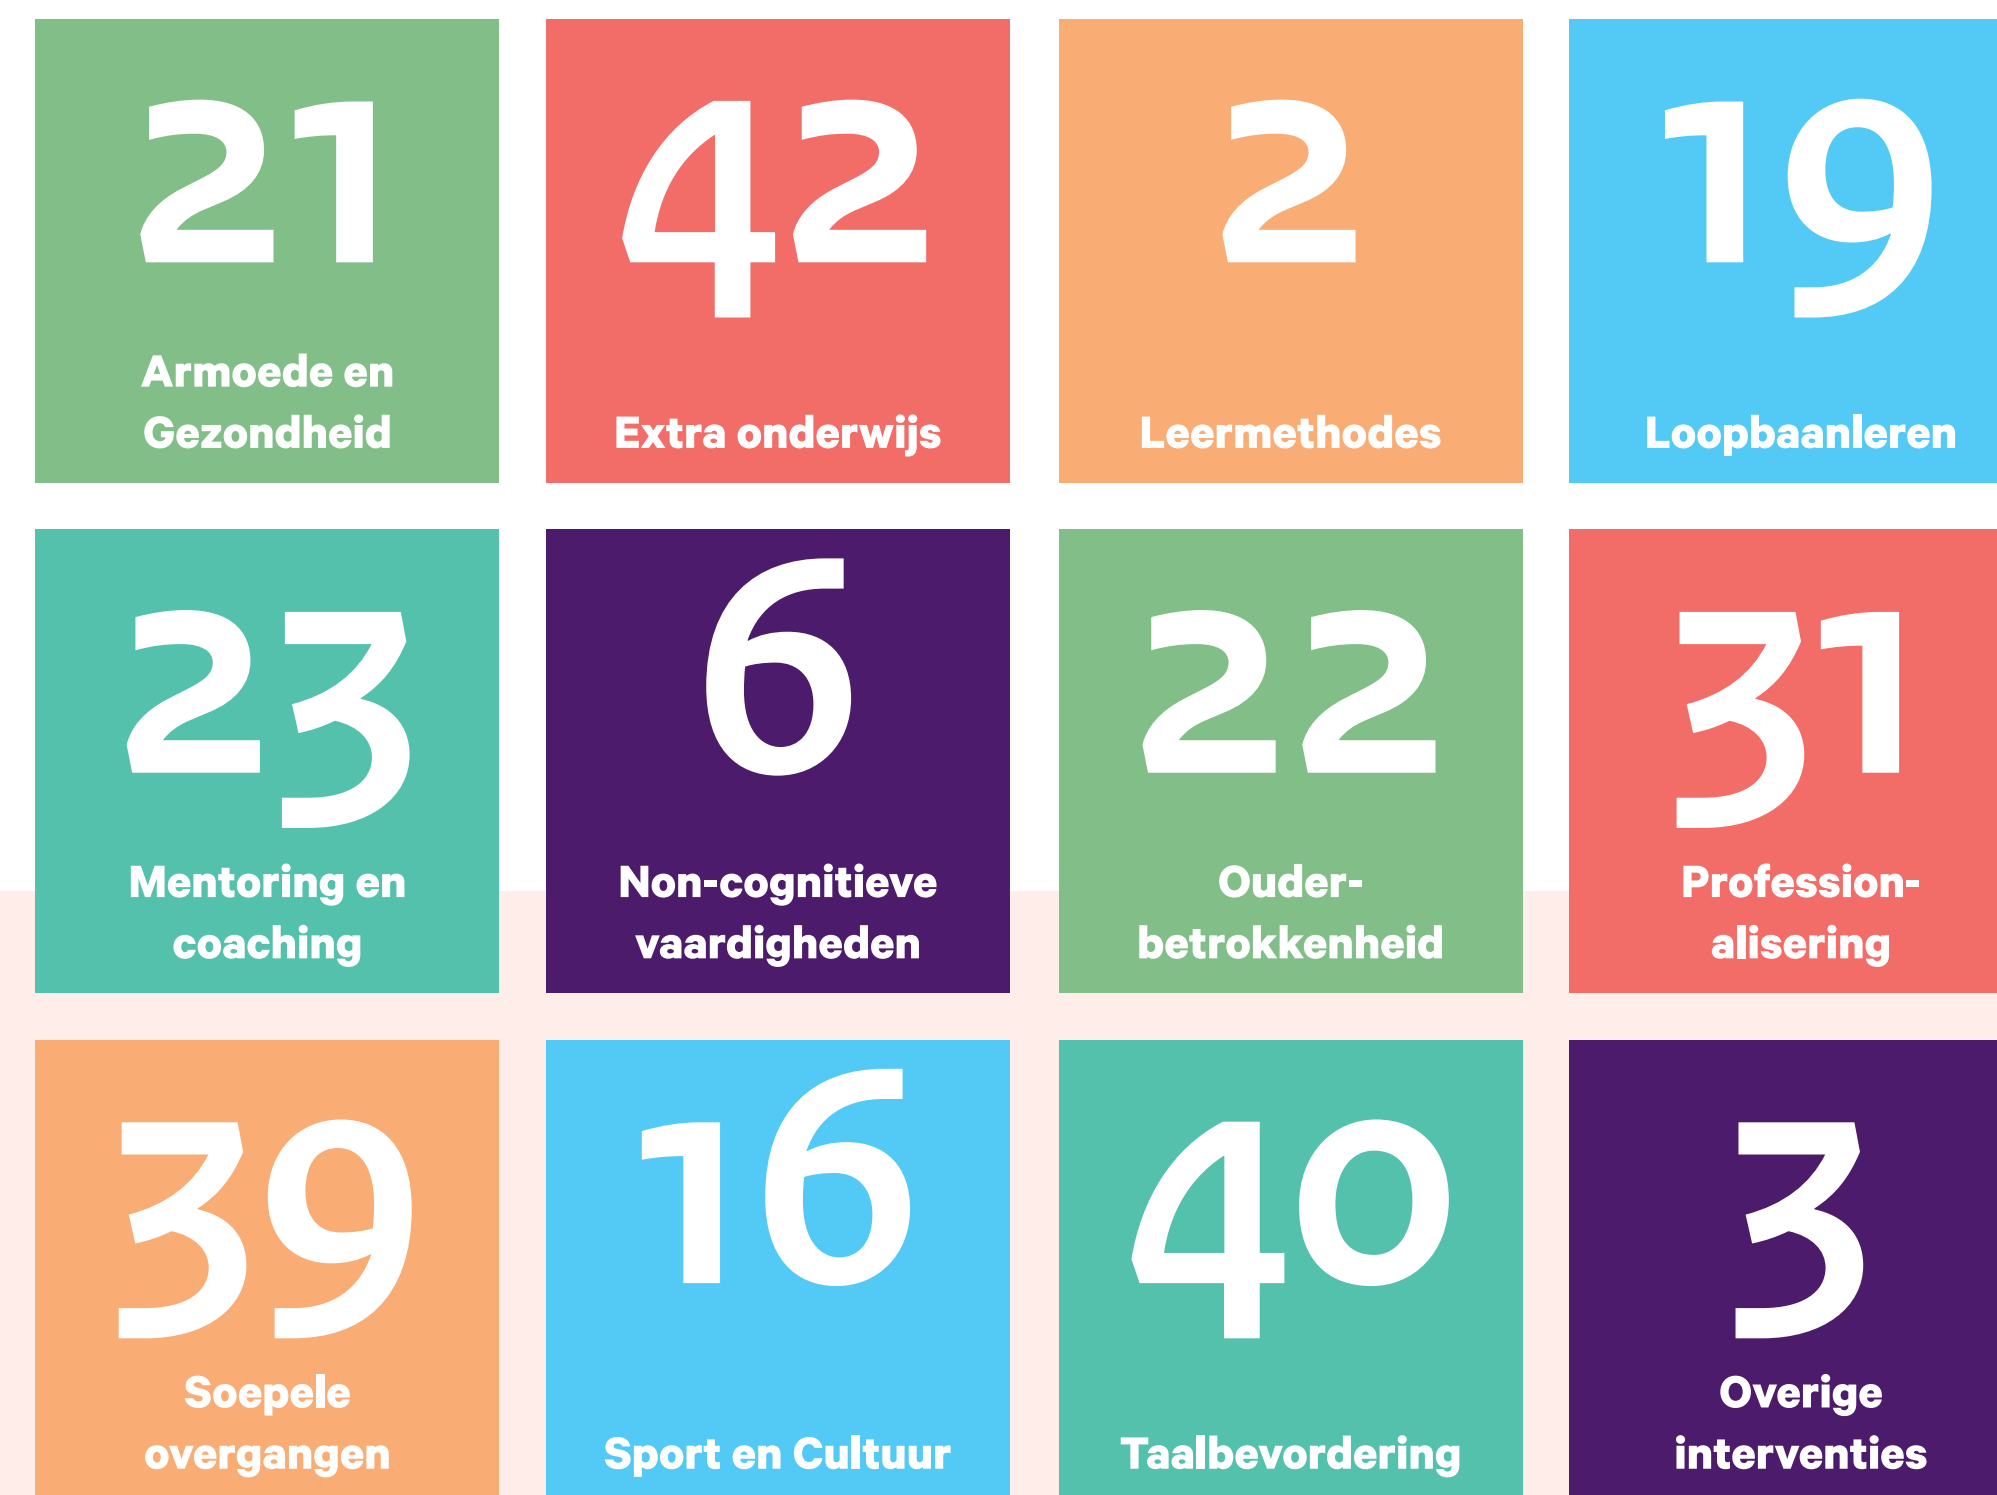 21
Armoede en
Gezondheid
42
Extra onderwijs
2
Leermethodes
19
Loopbaanleren
23
Mentoring en
coaching
6
Non-cognitieve
vaardigheden
22
Ouder-
betrokkenheid
31
Profession-
alisering
39
Soepele
overgangen
16
Sport en Cultuur
40
Taalbevordering
3
Overige
interventies